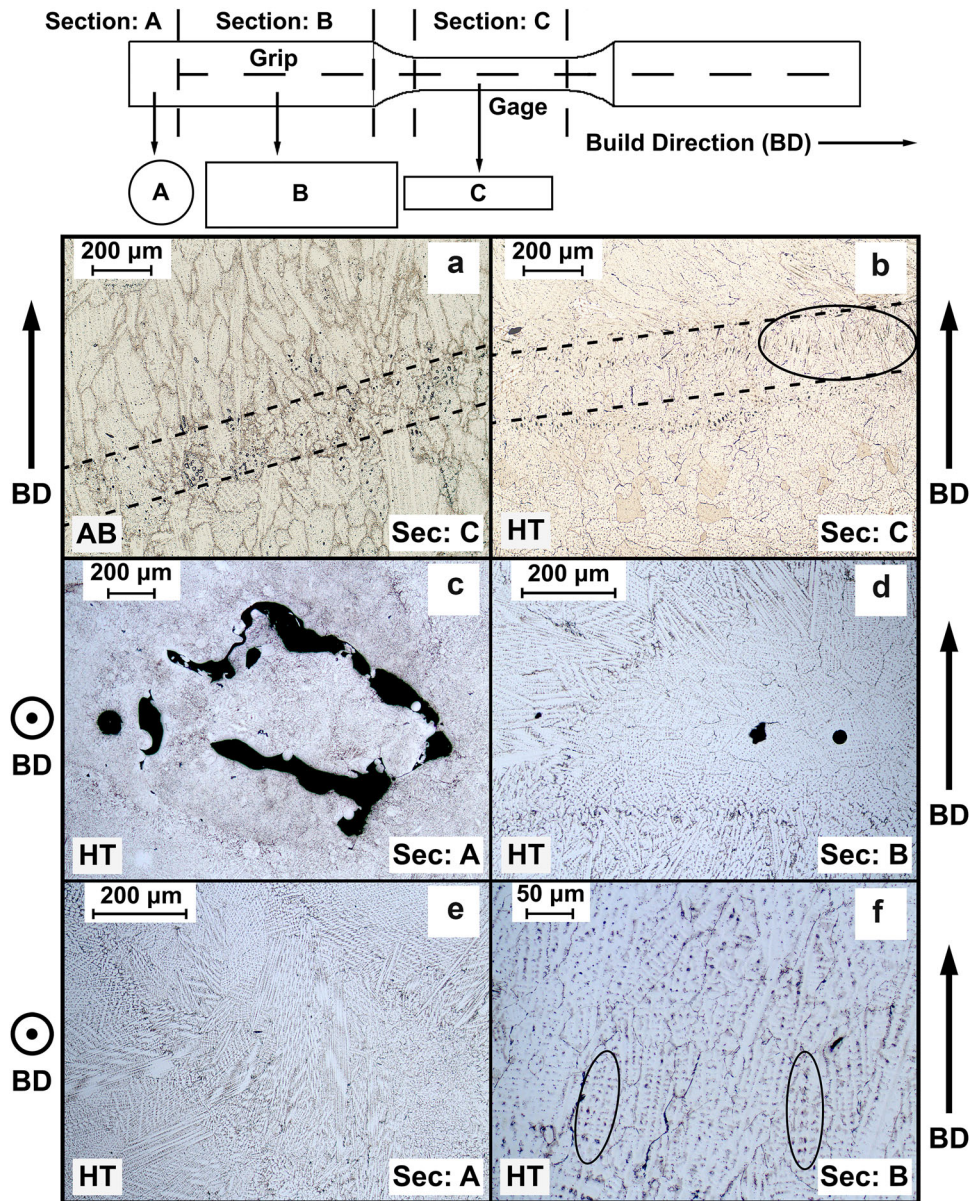 Section: A Section: B Section: C
Grip
Gage
Build Direction (BD)
A B C
200 µm a
BD
AB Sec: C
200 µm b
BD
HT Sec: C
200 µm c
BD
HT Sec: A
200 µm d
BD
HT Sec: B
200 µm e
BD
HT Sec: A
50 µm f
BD
HT Sec: B